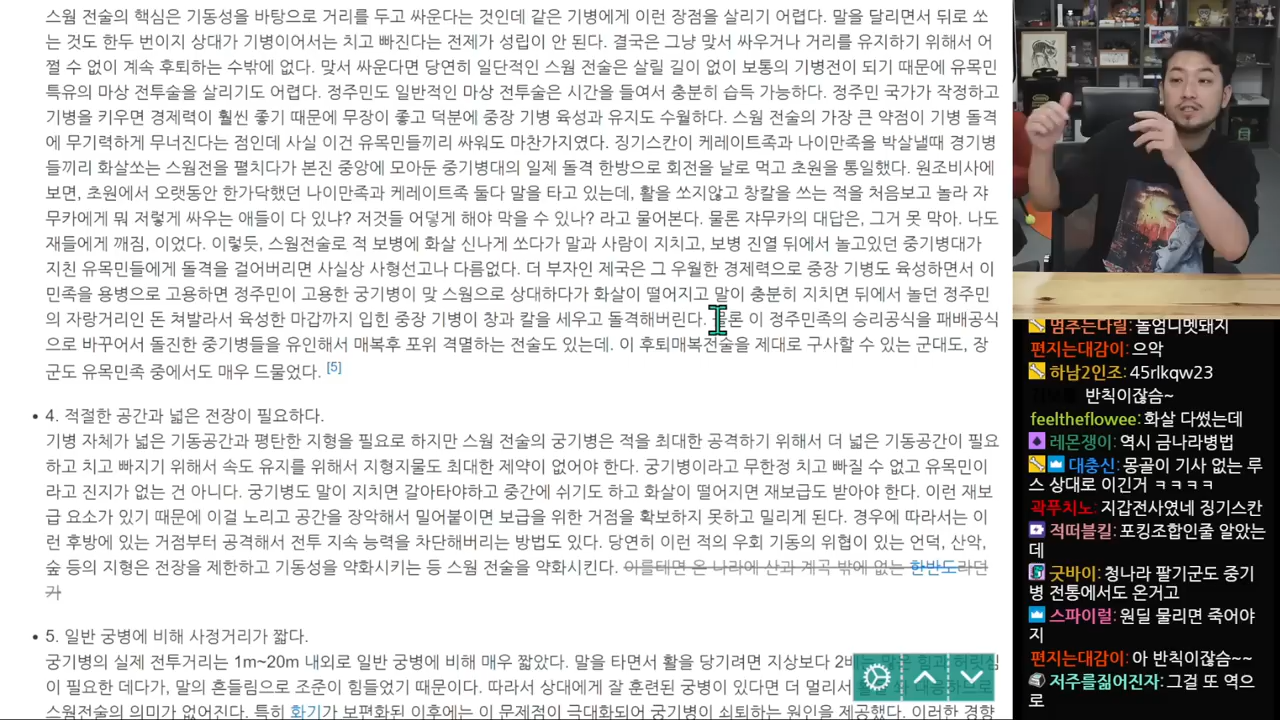 스웜 전술의 핵심은 기동성을 바탕으로 거리를 두고 싸운다는 것인데 같은 기병에게 이런 장점을 살리기 어렵다. 말을 달리면서 뒤로 쏘
는 것도 한두 번이지 상대가 기병이어서는 치고 빠진다는 전제가 성립이 안 된다. 결국은 그냥 맞서 싸우거나 거리를 유지하기 위해서 어
쩔 수 없이 계속 후퇴하는 수밖에 없다. 맞서 싸운다면 당연히 일단적인 스웜 전술은 살릴 길이 없이 보통의 기병전이 되기 때문에 유목민
특유의 마상 전투술을 살리기도 어렵다. 정주민도 일반적인 마상 전투술은 시간을 들여서 충분히 습득 가능하다. 정주민 국가가 작정하고
기병을 키우면 경제력이 훨씬 좋기 때문에 무장이 좋고 덕분에 중장 기병 육성과 유지도 수월하다. 스웜 전술의 가장 큰 약점이 기병 돌격
에 무기력하게 무너진다는 점인데 사실 이건 유목민들끼리 싸워도 마찬가지였다. 징기스칸이 케레이트족과 나이만족을 박살낼때 경기병
들끼리 화살쏘는 스웜전을 펼치다가 본진 중앙에 모아둔 중기병대의 일제 돌격 한방으로 회전을 날로 먹고 초원을 통일했다. 원조비사에
보면, 초원에서 오랫동안 한가닥했던 나이만족과 케레이트족 둘다 말을 타고 있는데, 활을 쏘지않고 창칼을 쓰는 적을 처음보고 놀라 쟈
무카에게 뭐 저렇게 싸우는 애들이 다 있냐? 저것들 어덯게 해야 막을 수 있나? 라고 물어본다. 물론 쟈무카의 대답은, 그거 못 막아. 나도
재들에게 깨짐, 이었다. 이렇듯, 스웜전술로 적 보병에 화살 신나게 쏘다가 말과 사람이 지치고, 보병 진열 뒤에서 놀고있던 중기병대가
지친 유목민들에게 돌격을 걸어버리면 사실상 사형선고나 다름없다. 더 부자인 제국은 그 우월한 경제력으로 중장 기병도 육성하면서 이
민족을 용병으로 고용하면 정주민이 고용한 궁기병이 맞 스웜으로 상대하다가 화살이 떨어지고 말이 충분히 지치면 뒤에서 놀던 정주민
의 자랑거리인 돈 쳐발라서 육성한 마갑까지입힌 중장 기병이 창과 칼을 세우고 돌격해버린다. 물론 이 정주민족의 승리공식을 패배공식
으로 바꾸어서 돌진한 중기병들을 유인해서 매복후 포위 격멸하는 전술도 있는데. 이 후퇴매복전술을 제대로 구사할 수 있는 군대도, 장
군도 유목민족 중에서도 매우 드물었다. [5]
• 4. 적절한 공간과 넓은 전장이 필요하다.
기병 자체가 넓은 기동공간과 평탄한 지형을 필요로 하지만 스웜 전술의 궁기병은 적을 최대한 공격하기 위해서 더 넓은 기동공간이 필요
하고 치고 빠지기 위해서 속도 유지를 위해서 지형지물도 최대한 제약이 없어야 한다. 궁기병이라고 무한정 치고 빠질 수 없고 유목민이
라고 진지가 없는 건 아니다. 궁기병도 말이 지치면 갈아타야하고 중간에 쉬기도 하고 화살이 떨어지면 재보급도 받아야 한다. 이런 재보
급 요소가 있기 때문에 이걸 노리고 공간을 장악해서 밀어붙이면 보급을 위한 거점을 확보하지 못하고 밀리게 된다. 경우에 따라서는 이
런 후방에 있는 거점부터 공격해서 전투 지속 능력을 차단해버리는 방법도 있다. 당연히 이런 적의 우회 기동의 위협이 있는 언덕, 산악,
숲 등의 지형은 전장을 제한하고 기동성을 약화시키는 등 스웜 전술을 약화시킨다. 이를테면 온 나라에 산과 계곡 밖에 없는 한반도라던
가
• 5. 일반 궁병에 비해 사정거리가 짧다.
궁기병의 실제 전투거리는 1m~20m 내외로 일반 궁병에 비해 매우 짧았다. 말을 타면서 활을 당기려면 지상보다 2배는 많은 힘과 허릿심
이 필요한 데다가, 말의 흔들림으로 조준이 힘들었기 때문이다. 따라서 상대에게 잘 훈련된 궁병이 있다면 더 멀리서
스웜전술의 의미가 없어진다. 특히 화기
멈추는다릴: 돌엄니멧돼지
편지는대감이: 으악
하남2인조: 45rlkqw23
반칙이잖슴~
feeltheflowee: 화살 다썼는데
레몬쟁이: 역시 금나라병법
대충신: 몽골이 기사 없는 루
스 상대로 이긴거 ㅋㅋㅋㅋ
곽푸치노: 지갑전사였네 징기스칸
적떠블킬: 포킹조합인줄 알았는
데
굿바이: 청나라 팔기군도 중기
병 전통에서도 온거고
스파이럴: 원딜 물리면 죽어야
지
편지는대감이: 아 반칙이잖슴~~
저주를짊어진자: 그걸 또 역으
로